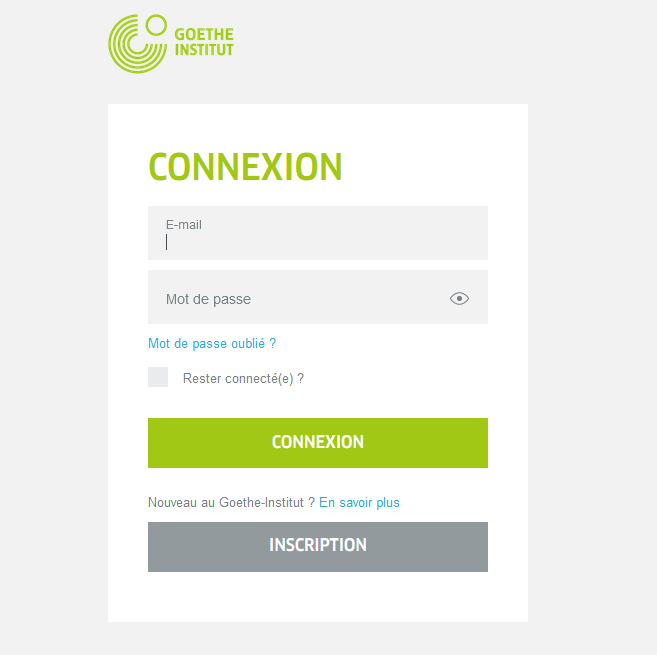 GOETHE
INSTITUT
CONNEXION
E-mail
Mot de passe
Mot de passe oublié ?
Rester connecté(e) ?
CONNEXION
Nouveau au Goethe-Institut ? En savoir plus
INSCRIPTION